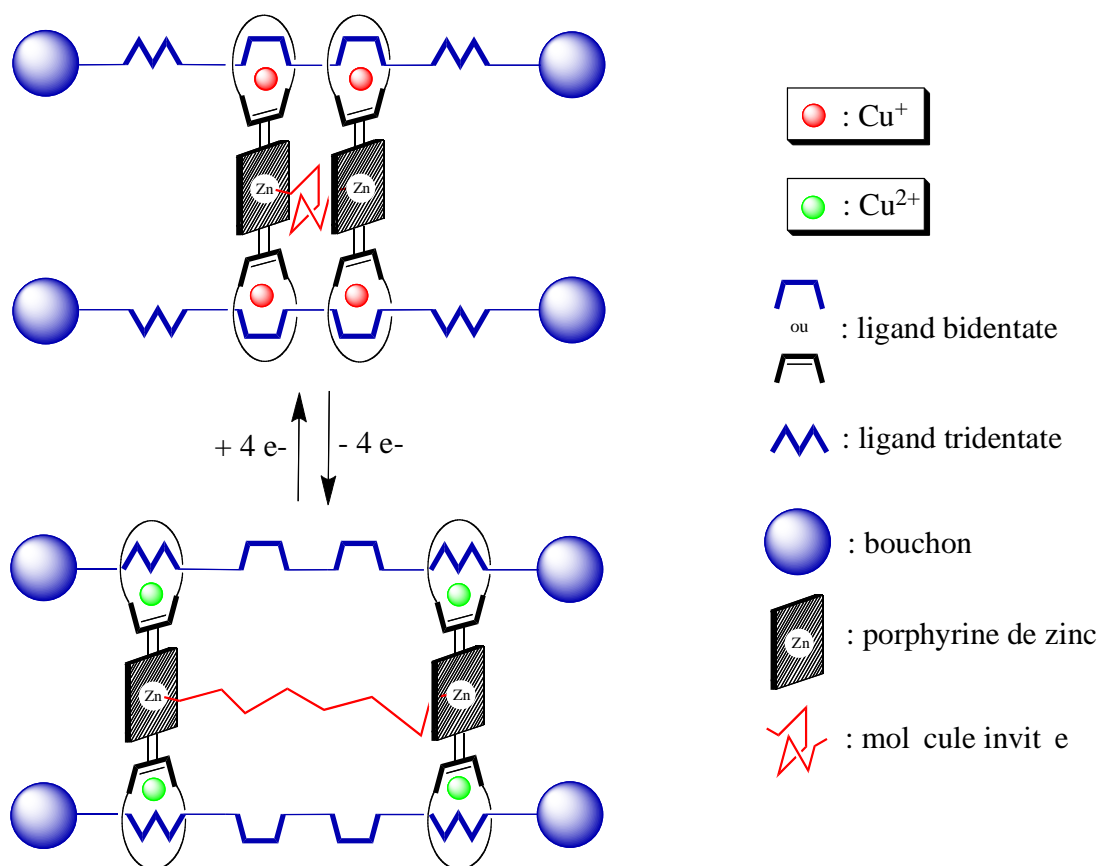 Zn
Zn
+ 4 e-
- 4 e-
Zn
Zn
: Cu+
: Cu2+
ou
: ligand bidentate
: ligand tridentate
: bouchon
Zn
: porphyrine de zinc
: mol cule invit e